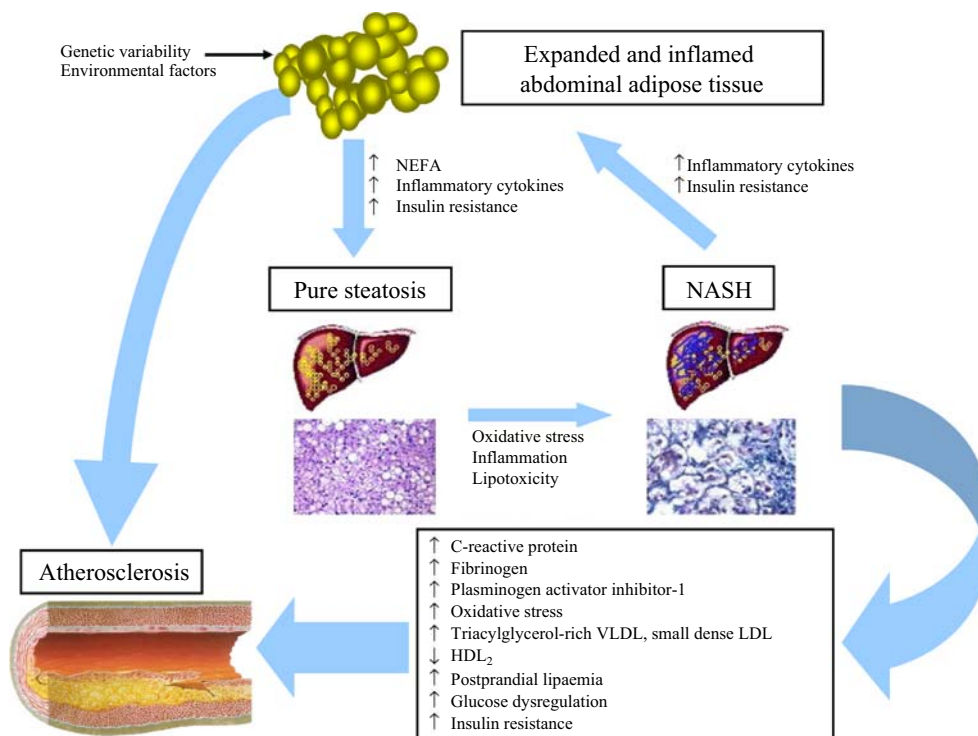 Genetic variability
Environmental factors
Expanded and inflamed
abdominal adipose tissue
↑ NEFA
↑ Inflammatory cytokines
↑ Insulin resistance
↑ Inflammatory cytokines
↑ Insulin resistance
Pure steatosis
NASH
Oxidative stress
Inflammation
Lipotoxicity
Atherosclerosis
↑ C-reactive protein
↑ Fibrinogen
↑ Plasminogen activator inhibitor-1
↑ Oxidative stress
↑ Triacylglycerol-rich VLDL, small dense LDL
↓ HDL₂
↑ Postprandial lipaemia
↑ Glucose dysregulation
↑ Insulin resistance